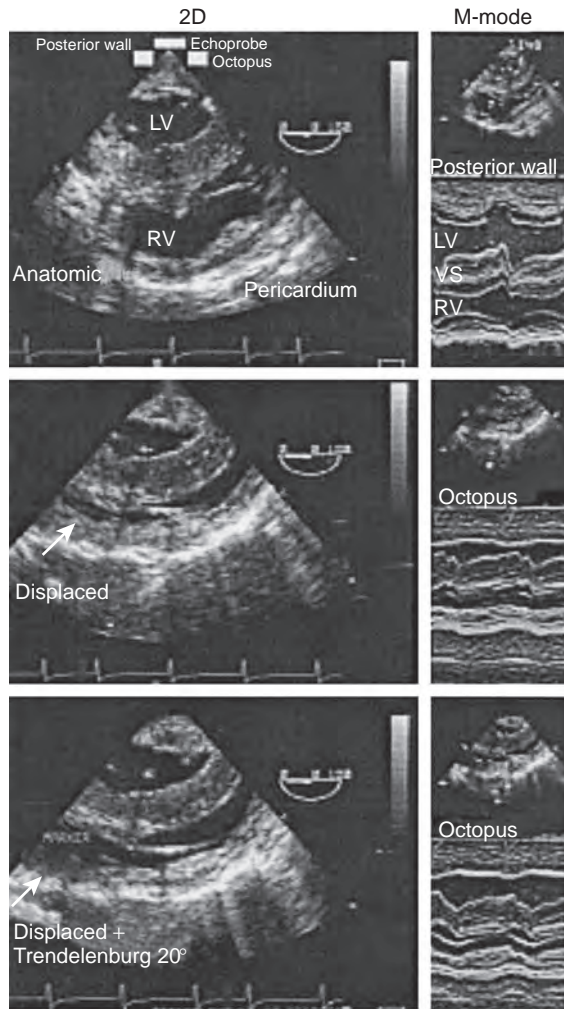 2D
M-mode
Posterior wall
Echoprobe
Octopus
LV
RV
Anatomic
Pericardium
Posterior wall
LV
VS
RV
Displaced
Octopus
MARKER
Displaced +
Trendelenburg 20°
Octopus